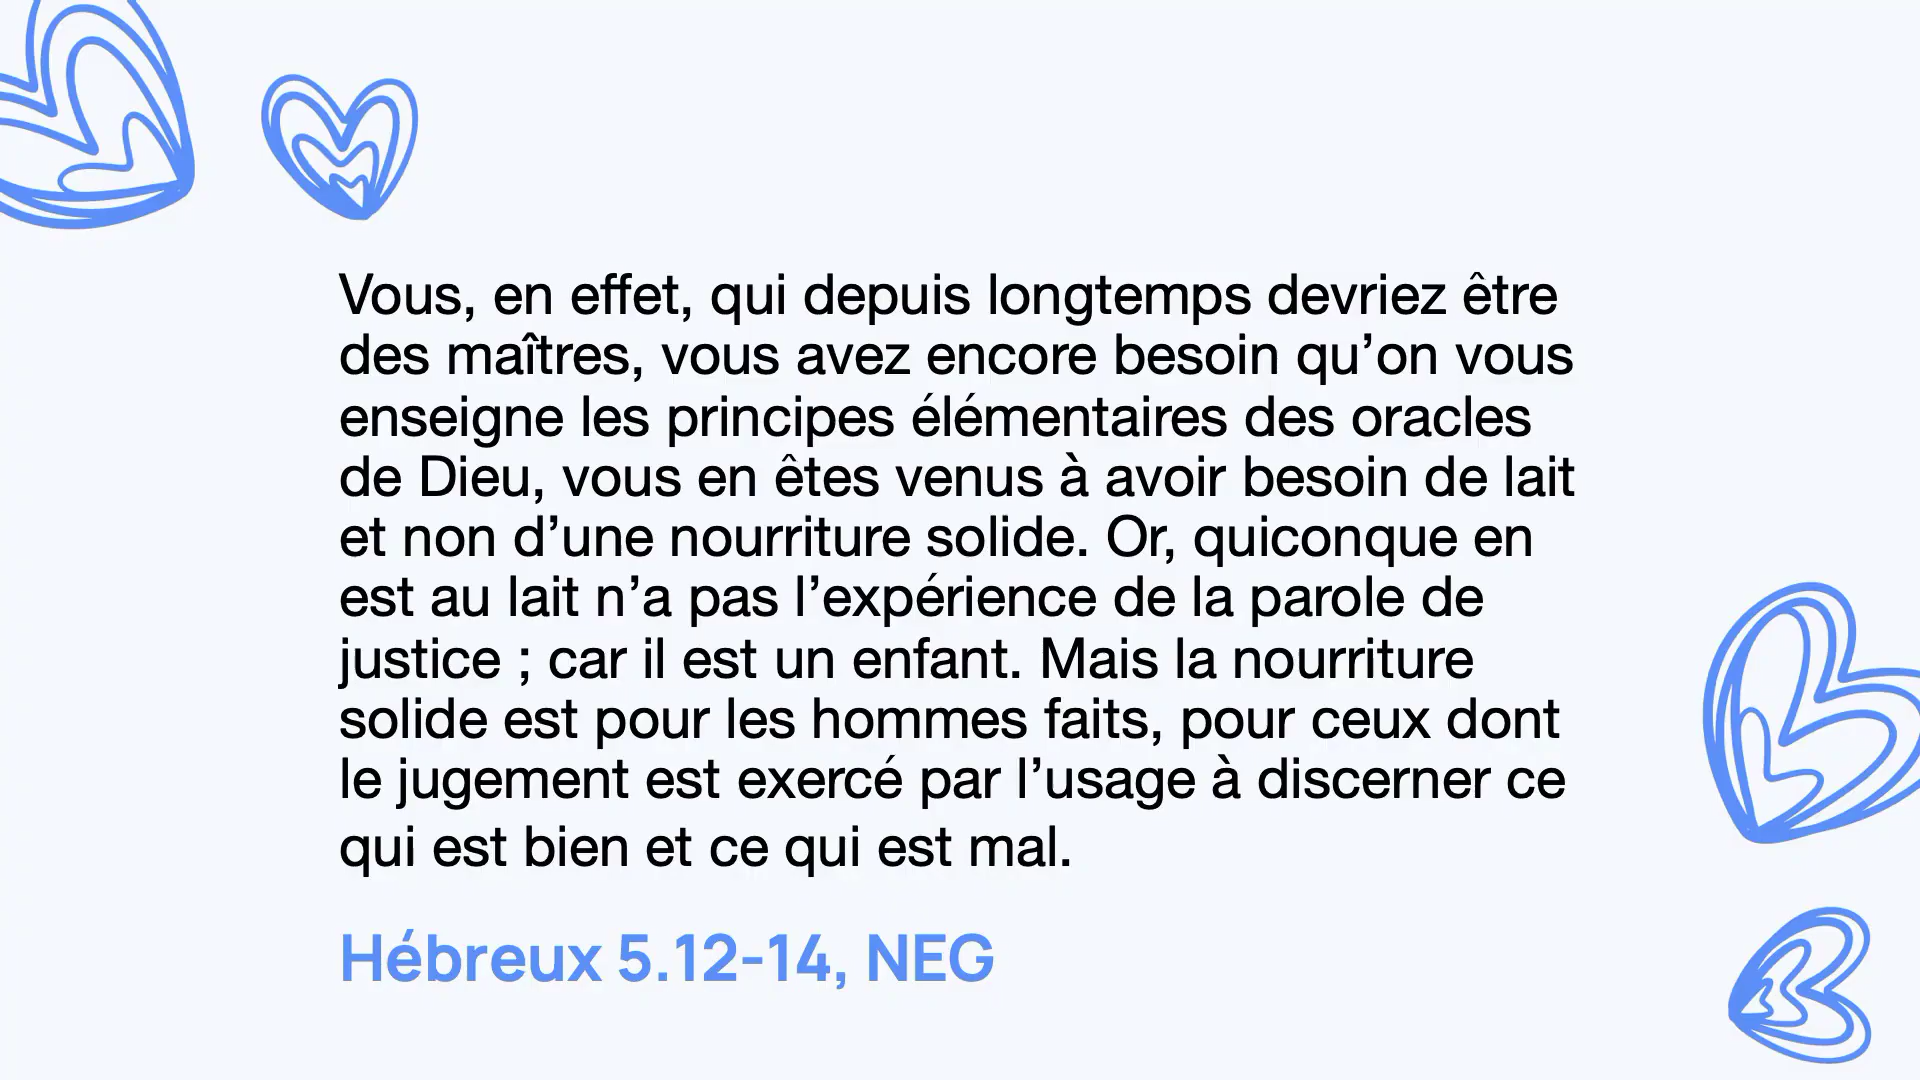 Vous, en effet, qui depuis longtemps devriez être
des maîtres, vous avez encore besoin qu’on vous
enseigne les principes élémentaires des oracles
de Dieu, vous en êtes venus à avoir besoin de lait
et non d’une nourriture solide. Or, quiconque en
est au lait n’a pas l’expérience de la parole de
justice ; car il est un enfant. Mais la nourriture
solide est pour les hommes faits, pour ceux dont
le jugement est exercé par l’usage à discerner ce
qui est bien et ce qui est mal.
Hébreux 5.12-14, NEG